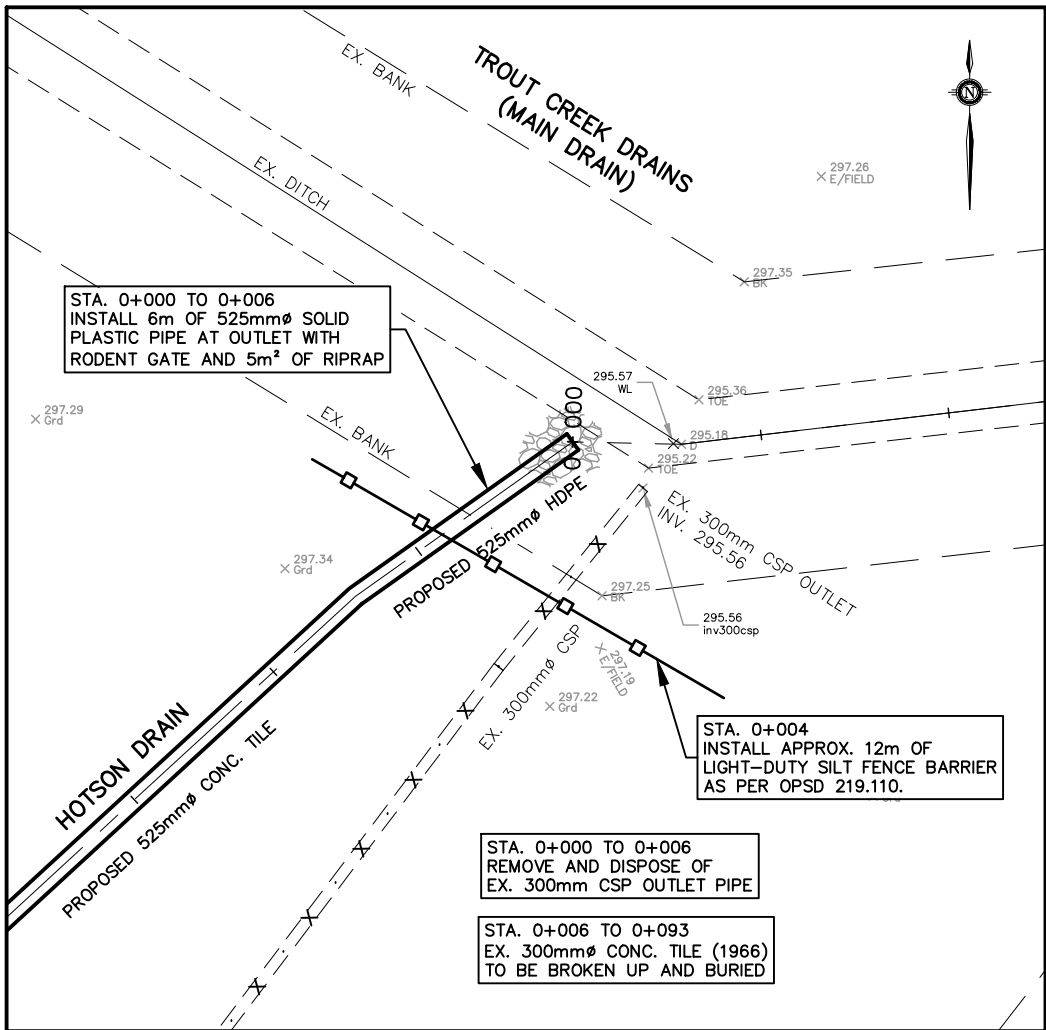 EX. BANK
TROUT CREEK DRAINS
(MAIN DRAIN)
N
297.26
E/FIELD
EX. DITCH
297.35
BK
STA. 0+000 TO 0+006
INSTALL 6m OF 525mmø SOLID
PLASTIC PIPE AT OUTLET WITH
RODENT GATE AND 5m² OF RIPRAP
295.57
WL
295.36
TOE
297.29
Grd
EX. BANK
0+000
295.18
D
295.22
TOE
EX. 300mm CSP OUTLET
INV. 295.56
PROPOSED 525mmø HDPE
297.34
Grd
297.25
BK
295.56
inv300csp
297.19
E/FIELD
297.22
Grd
EX. 300mmø CSP
HOTSON DRAIN
PROPOSED 525mmø CONC. TILE
STA. 0+004
INSTALL APPROX. 12m OF
LIGHT-DUTY SILT FENCE BARRIER
AS PER OPSD 219.110.
STA. 0+000 TO 0+006
REMOVE AND DISPOSE OF
EX. 300mm CSP OUTLET PIPE
STA. 0+006 TO 0+093
EX. 300mmø CONC. TILE (1966)
TO BE BROKEN UP AND BURIED